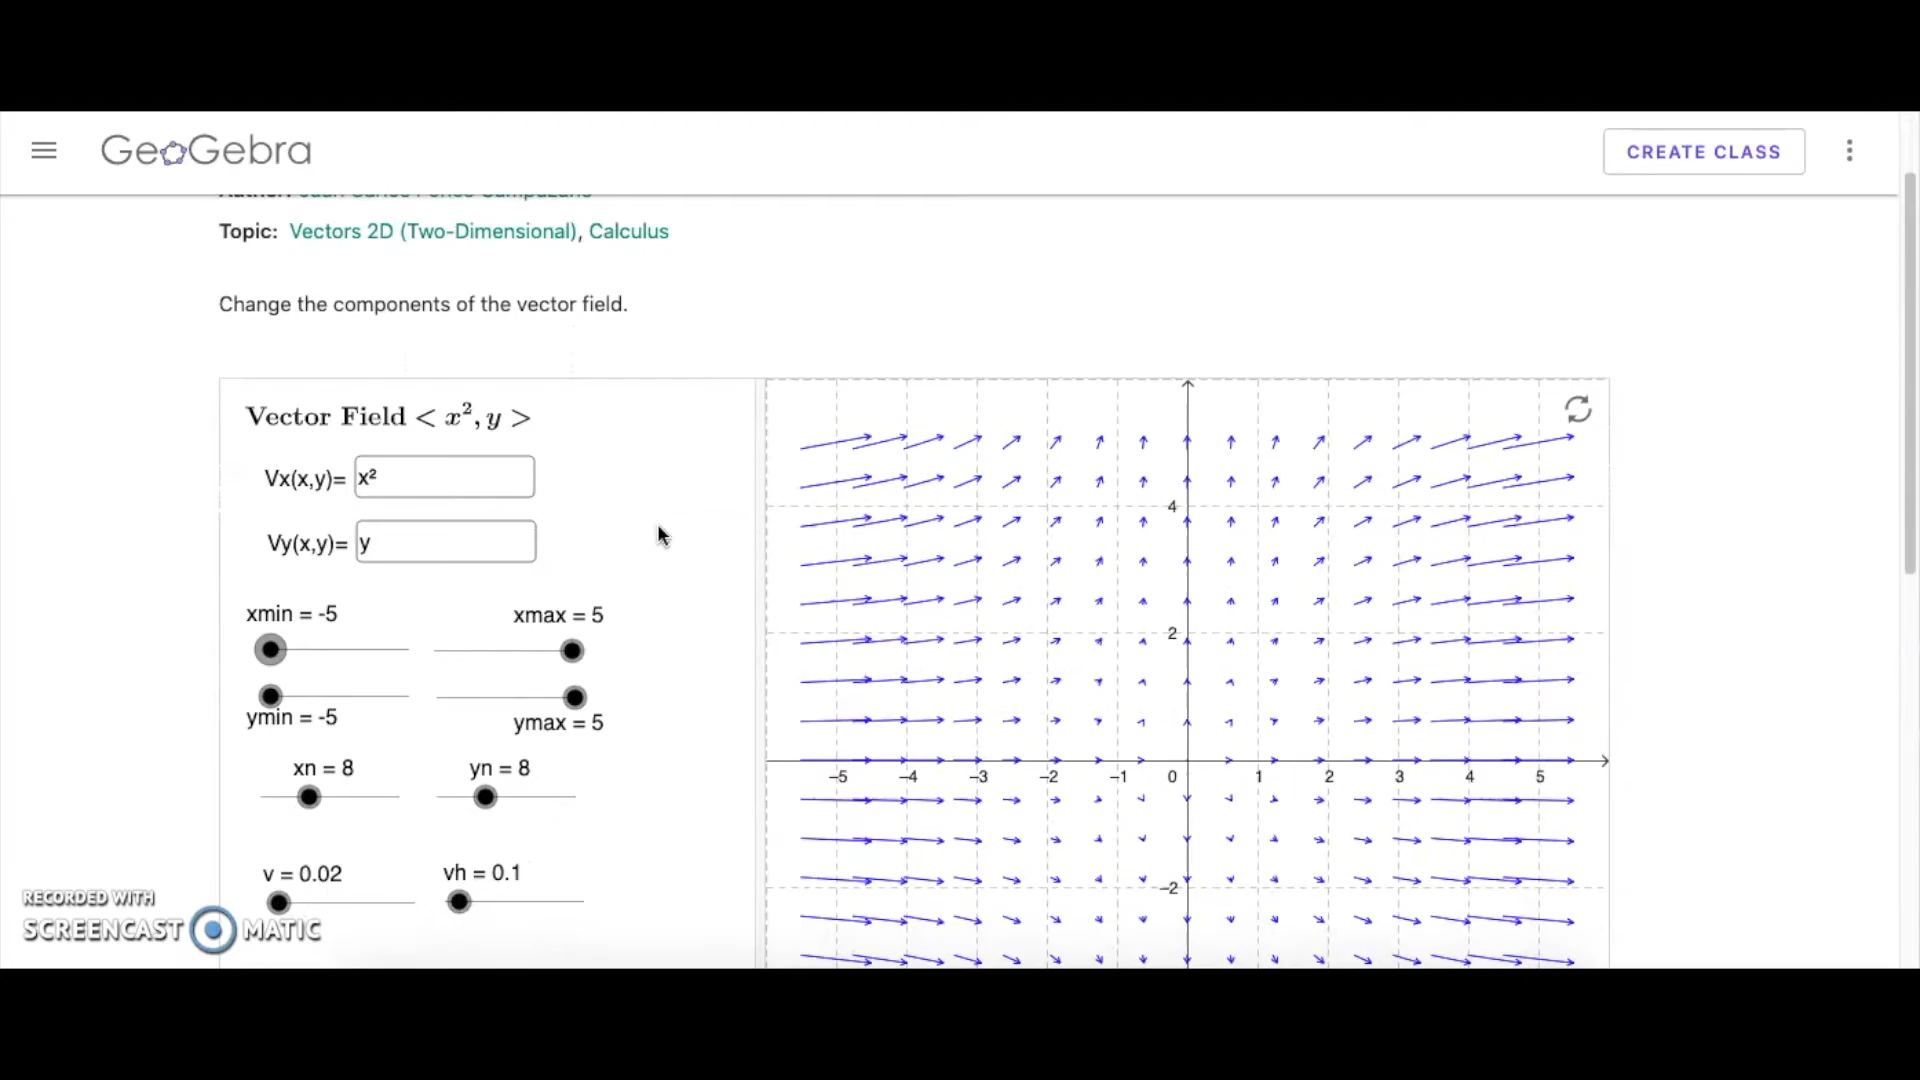 GeoGebra
CREATE CLASS
Topic: Vectors 2D (Two-Dimensional), Calculus
Change the components of the vector field.
Vector Field < x², y >
Vx(x,y)= x²
Vy(x,y)= y
xmin = -5
xmax = 5
ymin = -5
ymax = 5
xn = 8
yn = 8
v = 0.02
vh = 0.1
4
2
−5 −4 −3 −2 −1 0 1 2 3 4 5
−2
RECORDED WITH
SCREENCAST MATIC